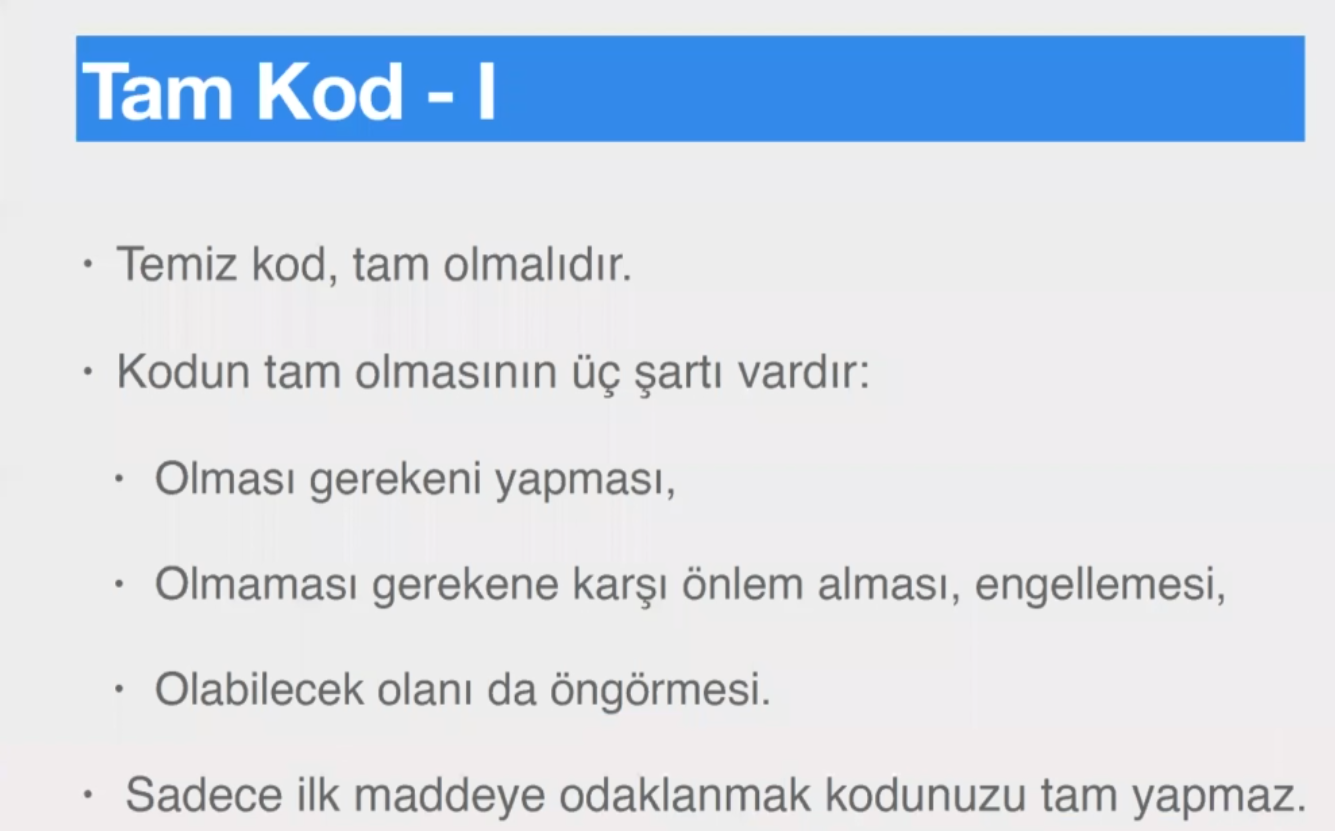 Tam Kod - I
• Temiz kod, tam olmalıdır.
• Kodun tam olmasının üç şartı vardır:
• Olması gerekeni yapması,
• Olmaması gerekene karşı önlem alması, engellemesi,
• Olabilecek olanı da öngörmesi.
• Sadece ilk maddeye odaklanmak kodunuzu tam yapmaz.